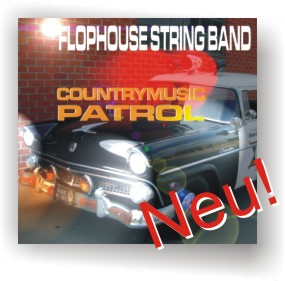 FLOPHOUSE STRING BAND
COUNTRYMUSIC
PATROL
Neu!